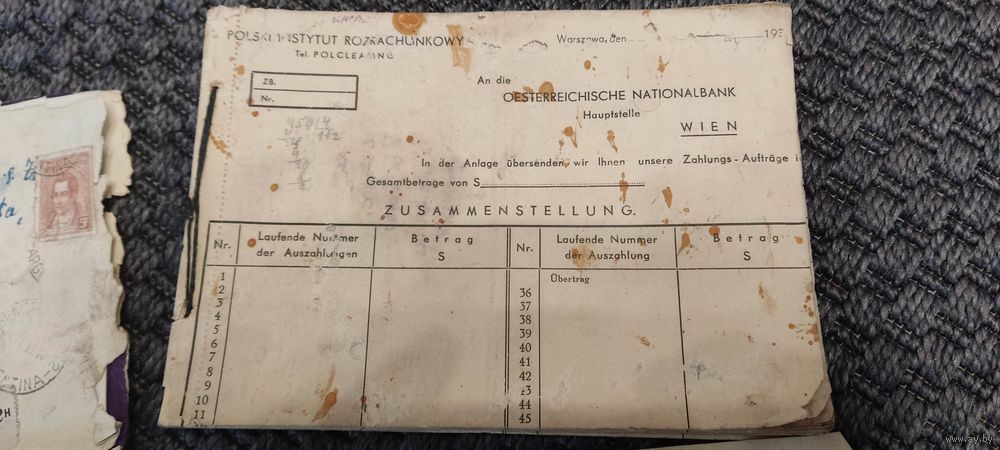 POLSKI INSTYTUT ROZRACHUNKOWY
Tel. POLCLEARING
Warszawa, den 193
ZB.
Nr.
An die
OESTERREICHISCHE NATIONALBANK
Hauptstelle
WIEN
In der Anlage übersenden wir Ihnen unsere Zahlungs-Aufträge i
Gesamtbetrage von S
ZUSAMMENSTELLUNG.
Nr. Laufende Nummer der Auszahlungen Betrag S Nr. Laufende Nummer der Auszahlung Betrag S
1 Übertrag
2 36
3 37
4 38
5 39
6 40
7 41
8 42
9 43
10 44
11 45
www.ay.by